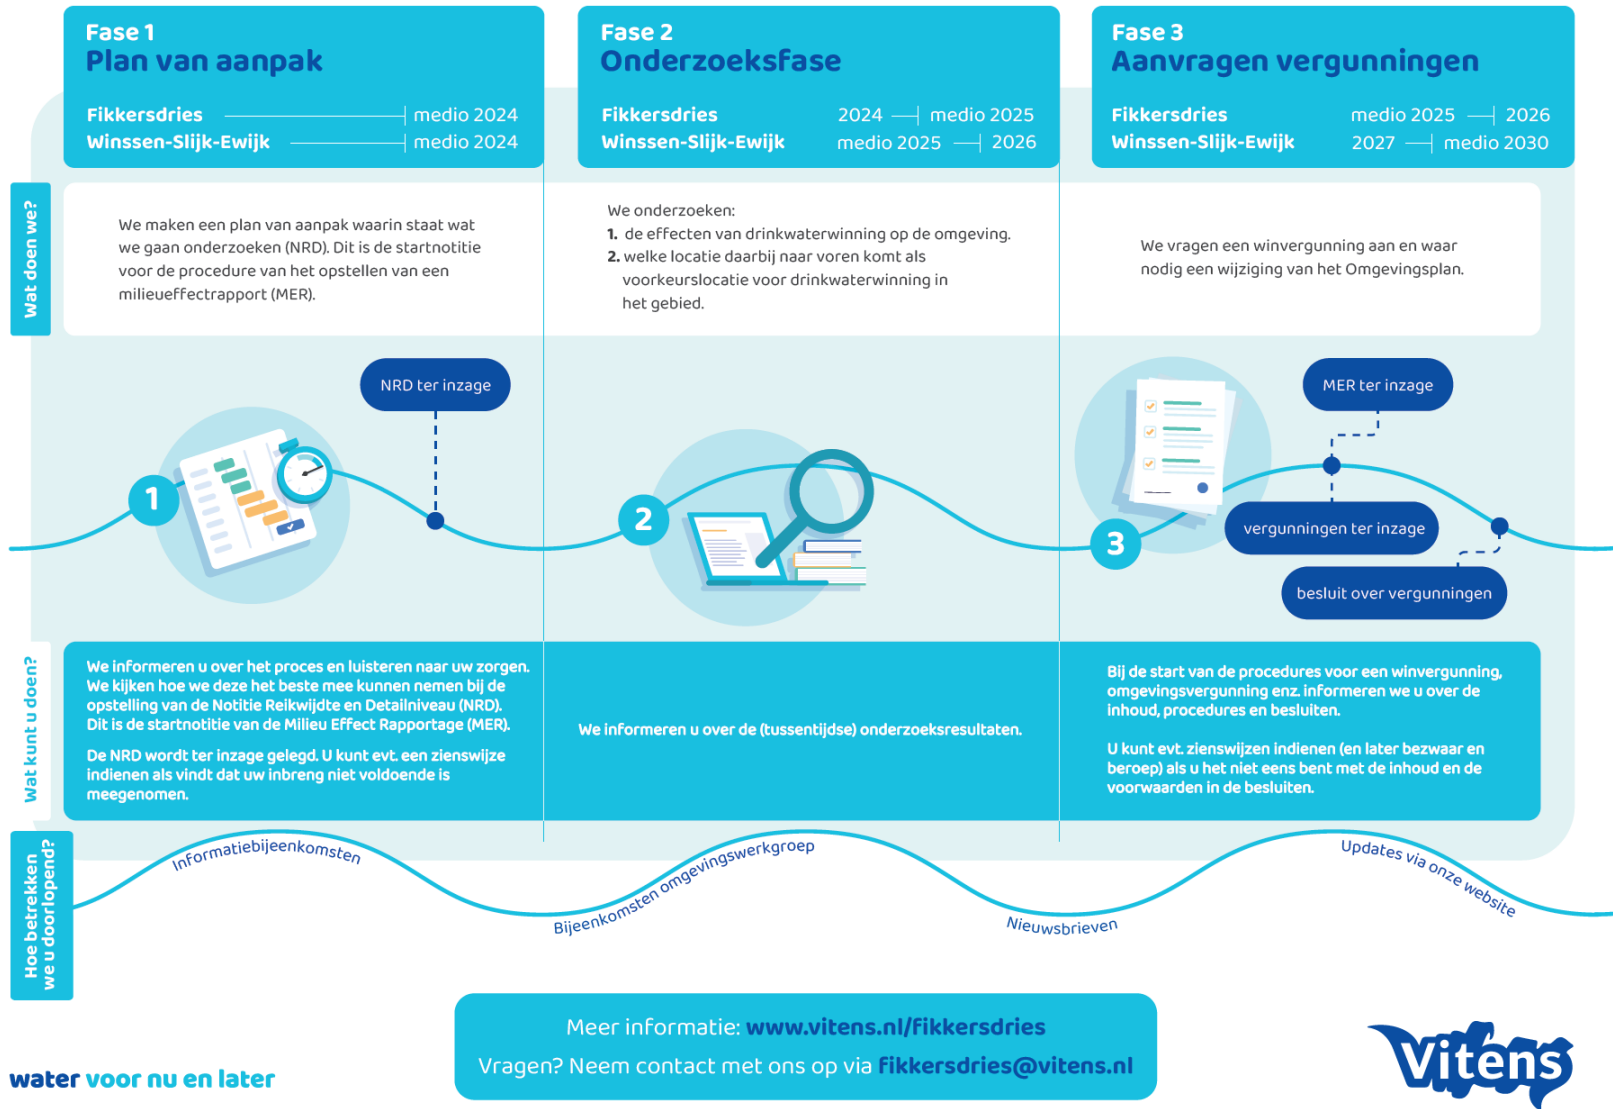 Fase 1
Plan van aanpak
Fikkersdries medio 2024
Winssen-Slijk-Ewijk medio 2024
Fase 2
Onderzoeksfase
Fikkersdries 2024 medio 2025
Winssen-Slijk-Ewijk medio 2025 2026
Fase 3
Aanvragen vergunningen
Fikkersdries medio 2025 2026
Winssen-Slijk-Ewijk 2027 medio 2030
Wat doen we?
We maken een plan van aanpak waarin staat wat
we gaan onderzoeken (NRD). Dit is de startnotitie
voor de procedure van het opstellen van een
milieueffectrapport (MER).
We onderzoeken:
1. de effecten van drinkwaterwinning op de omgeving.
2. welke locatie daarbij naar voren komt als
voorkeurslocatie voor drinkwaterwinning in
het gebied.
We vragen een winvergunning aan en waar
nodig een wijziging van het Omgevingsplan.
1
NRD ter inzage
2
3
MER ter inzage
vergunningen ter inzage
besluit over vergunningen
Wat kunt u doen?
We informeren u over het proces en luisteren naar uw zorgen.
We kijken hoe we deze het beste mee kunnen nemen bij de
opstelling van de Notitie Reikwijdte en Detailniveau (NRD).
Dit is de startnotitie van de Milieu Effect Rapportage (MER).
De NRD wordt ter inzage gelegd. U kunt evt. een zienswijze
indienen als vindt dat uw inbreng niet voldoende is
meegenomen.
We informeren u over de (tussentijdse) onderzoeksresultaten.
Bij de start van de procedures voor een winvergunning,
omgevingsvergunning enz. informeren we u over de
inhoud, procedures en besluiten.
U kunt evt. zienswijzen indienen (en later bezwaar en
beroep) als u het niet eens bent met de inhoud en de
voorwaarden in de besluiten.
Hoe betrekken
we u doorlopend?
Informatiebijeenkomsten
Bijeenkomsten omgevingswerkgroep
Nieuwsbrieven
Updates via onze website
Meer informatie: www.vitens.nl/fikkersdries
Vragen? Neem contact met ons op via fikkersdries@vitens.nl
water voor nu en later
Vitens